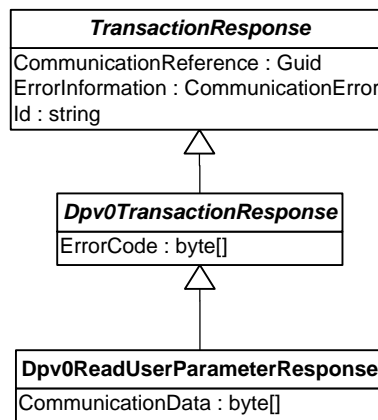 TransactionResponse
CommunicationReference : Guid
ErrorInformation : CommunicationError
Id : string
Dpv0TransactionResponse
ErrorCode : byte[]
Dpv0ReadUserParameterResponse
CommunicationData : byte[]